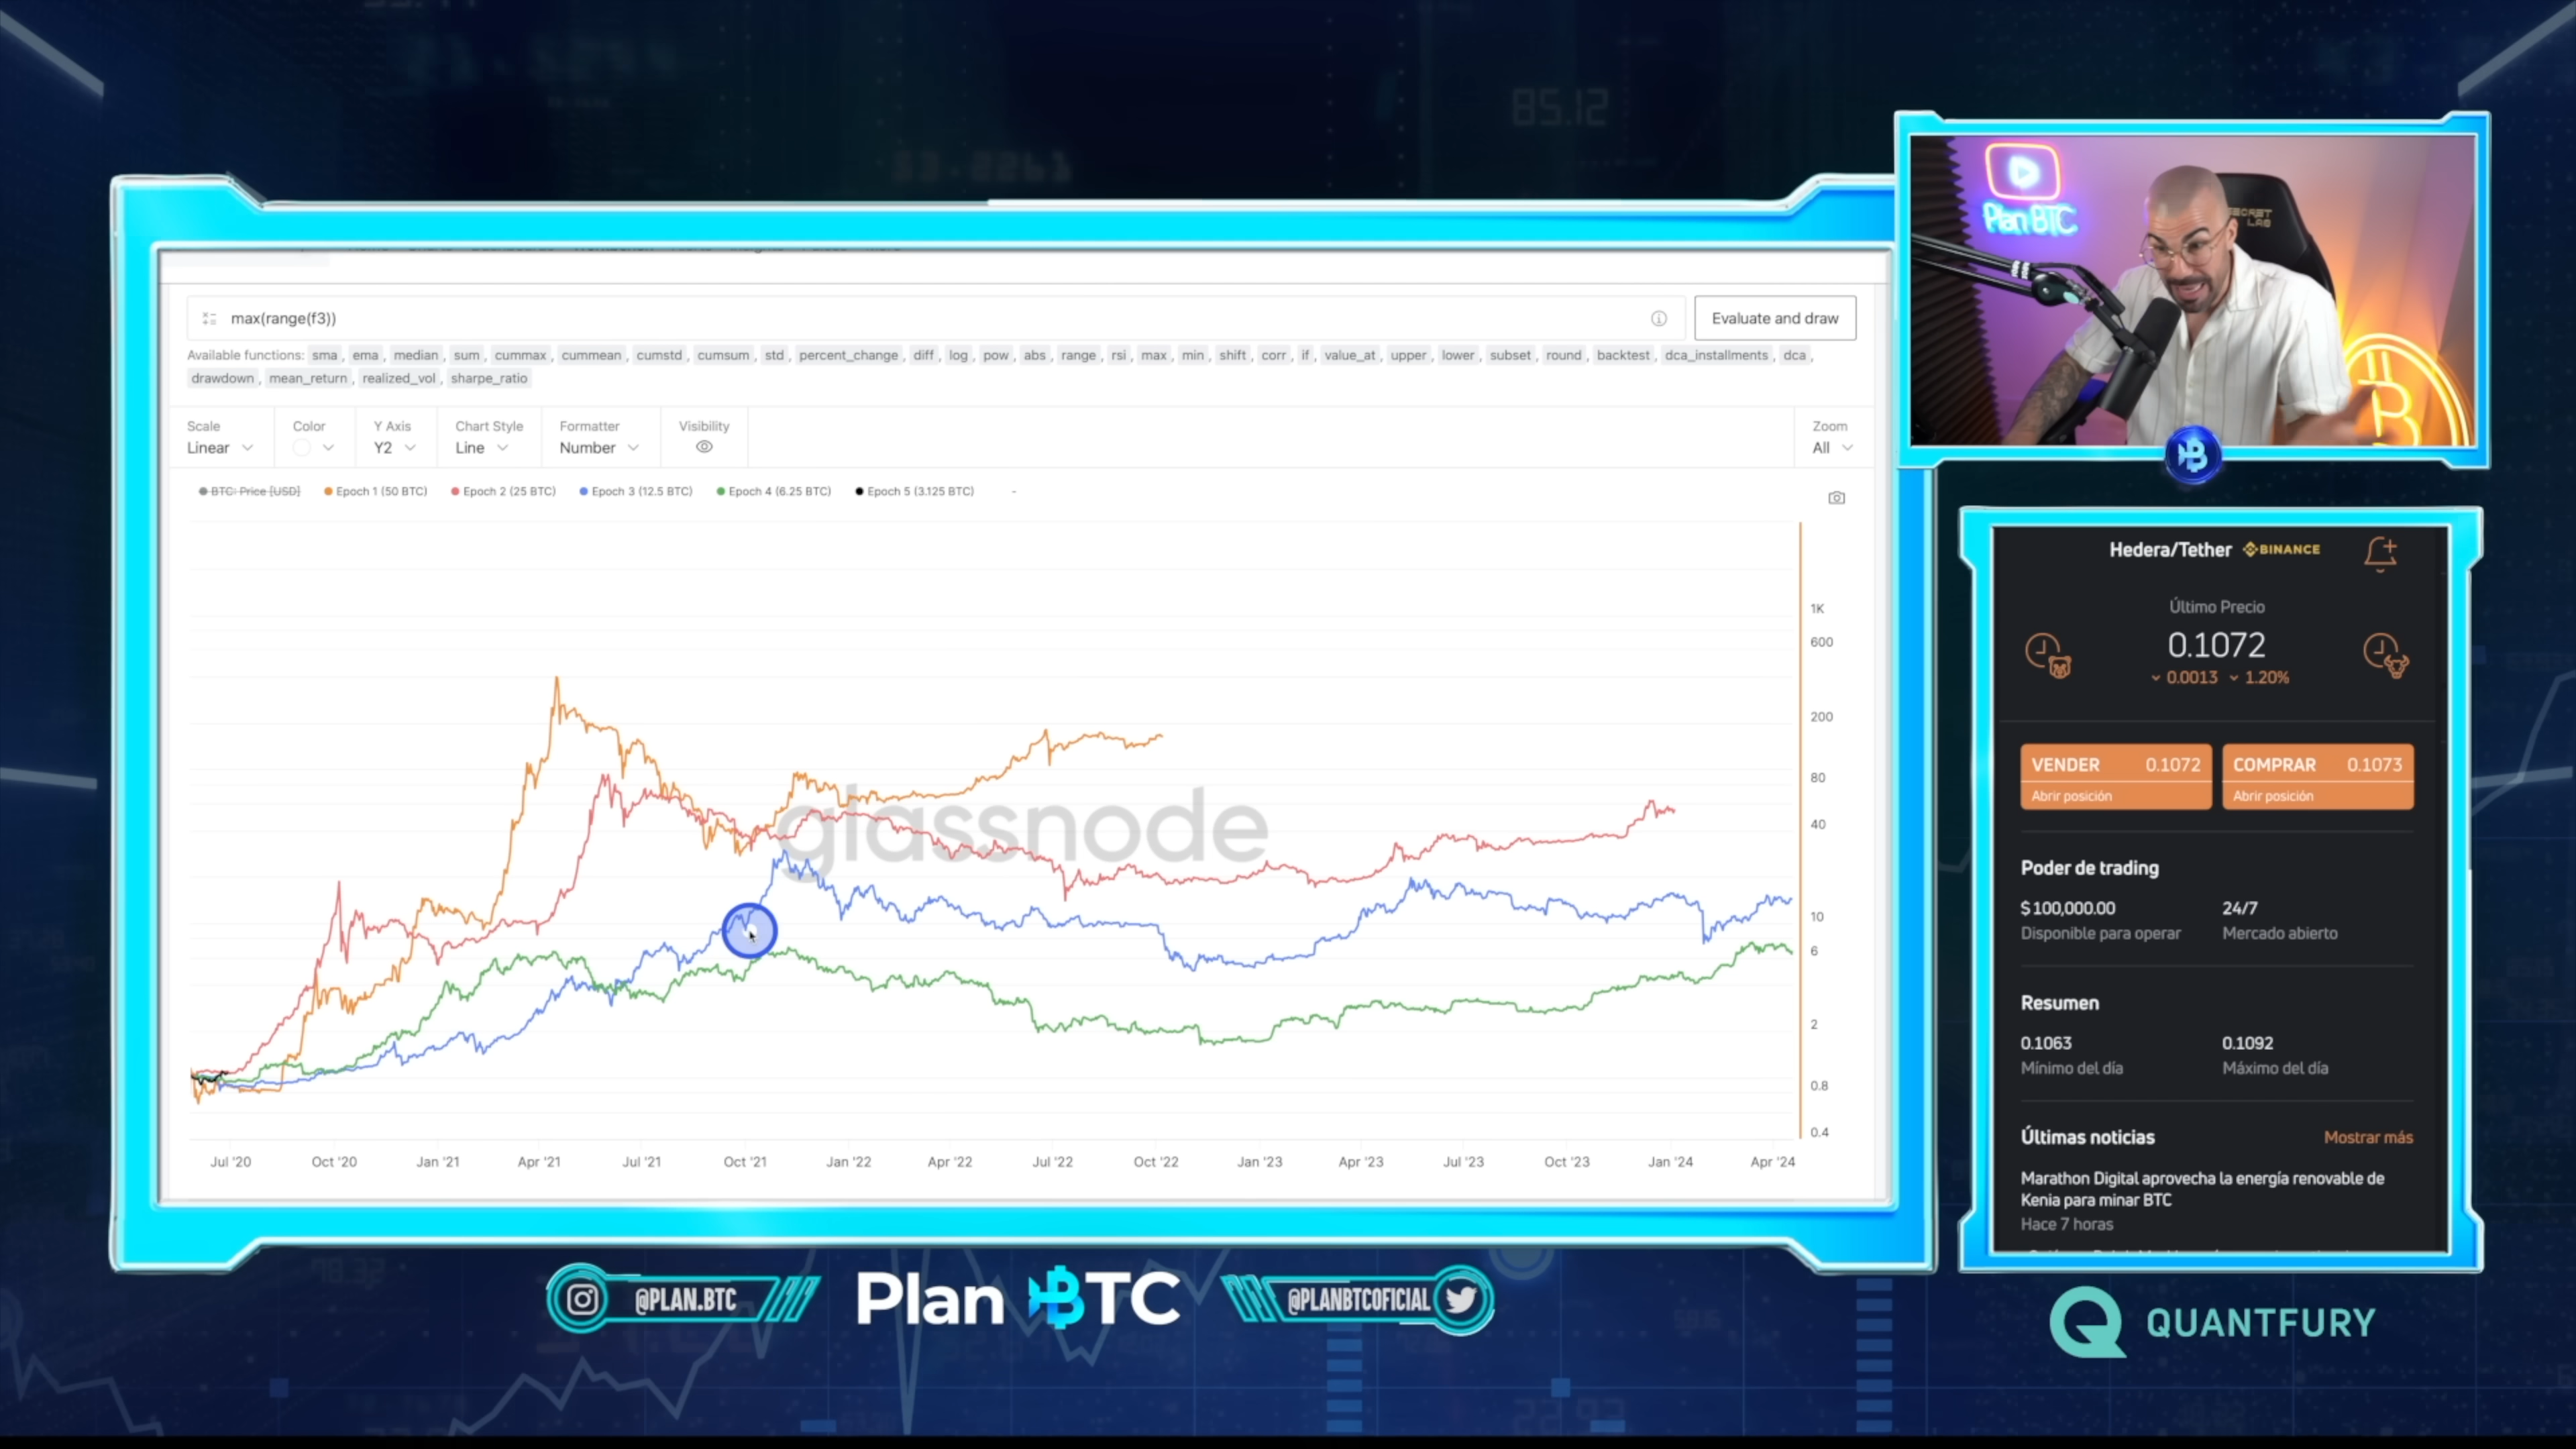 85.12
Plan BTC
SECRET
LAB
max(range(f3))
Evaluate and draw
Available functions: sma , ema , median , sum , cummax , cummean , cumstd , cumsum , std , percent_change , diff , log , pow , abs , range , rsi , max , min , shift , corr , if , value_at , upper , lower , subset , round , backtest , dca_installments , dca ,
drawdown , mean_return , realized_vol , sharpe_ratio
Scale Color Y Axis Chart Style Formatter Visibility Zoom
Linear Y2 Line Number All
BTC: Price [USD] Epoch 1 (50 BTC) Epoch 2 (25 BTC) Epoch 3 (12.5 BTC) Epoch 4 (6.25 BTC) Epoch 5 (3.125 BTC) -
1K
600
200
80
40
10
6
2
0.8
0.4
glassnode
Jul '20 Oct '20 Jan '21 Apr '21 Jul '21 Oct '21 Jan '22 Apr '22 Jul '22 Oct '22 Jan '23 Apr '23 Jul '23 Oct '23 Jan '24 Apr '24
Hedera/Tether BINANCE
Último Precio
0.1072
0.0013 1.20%
VENDER 0.1072
Abrir posición
COMPRAR 0.1073
Abrir posición
Poder de trading
$100,000.00 24/7
Disponible para operar Mercado abierto
Resumen
0.1063 0.1092
Mínimo del día Máximo del día
Últimas noticias Mostrar más
Marathon Digital aprovecha la energía renovable de
Kenia para minar BTC
Hace 7 horas
@PLAN.BTC
Plan BTC
@PLANBTCOFICIAL
QUANTFURY